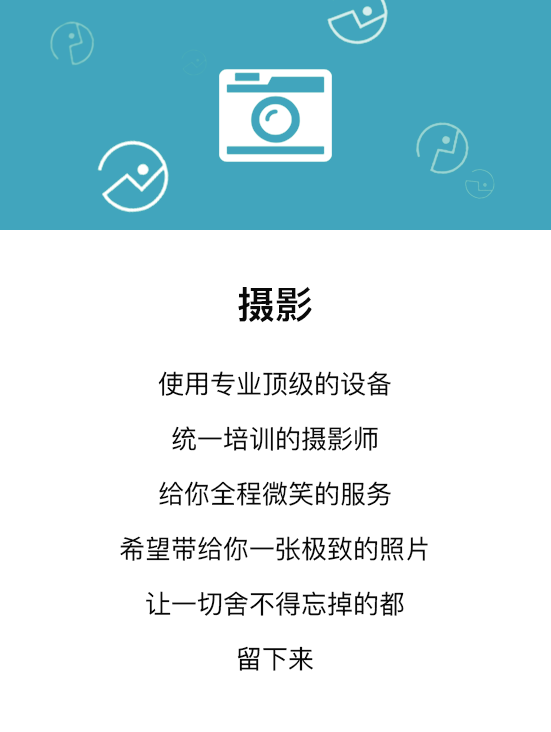 摄影
使用专业顶级的设备
统一培训的摄影师
给你全程微笑的服务
希望带给你一张极致的照片
让一切舍不得忘掉的都
留下来